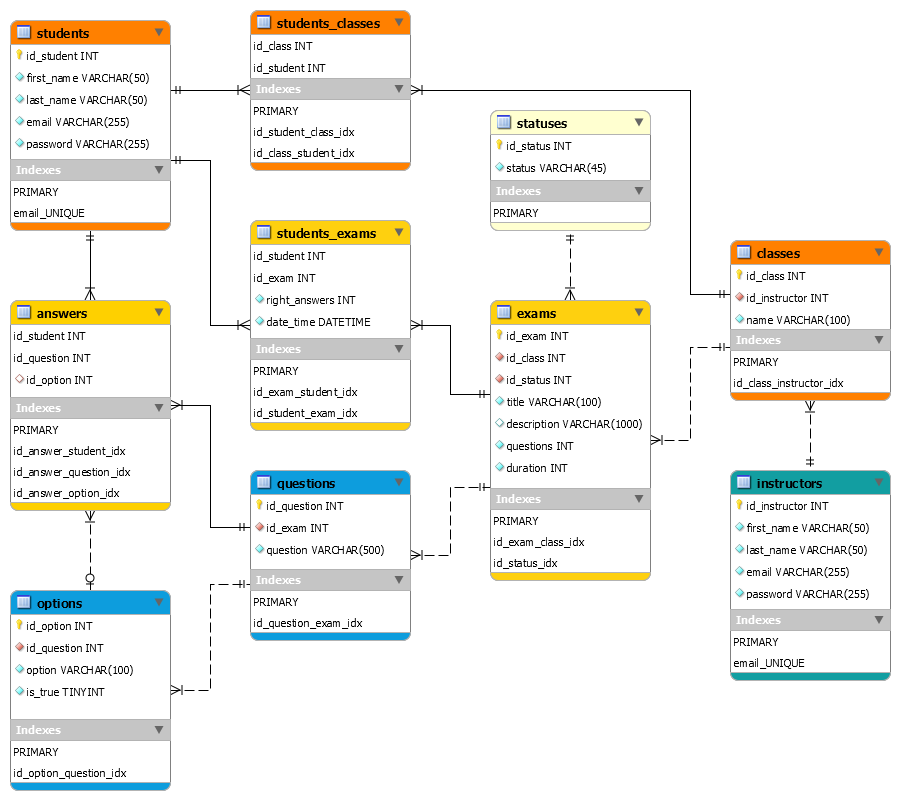 students
id_student INT
first_name VARCHAR(50)
last_name VARCHAR(50)
email VARCHAR(255)
password VARCHAR(255)
Indexes
PRIMARY
email_UNIQUE
students_classes
id_class INT
id_student INT
Indexes
PRIMARY
id_student_class_idx
id_class_student_idx
statuses
id_status INT
status VARCHAR(45)
Indexes
PRIMARY
students_exams
id_student INT
id_exam INT
right_answers INT
date_time DATETIME
Indexes
PRIMARY
id_exam_student_idx
id_student_exam_idx
classes
id_class INT
id_instructor INT
name VARCHAR(100)
Indexes
PRIMARY
id_class_instructor_idx
answers
id_student INT
id_question INT
id_option INT
Indexes
PRIMARY
id_answer_student_idx
id_answer_question_idx
id_answer_option_idx
exams
id_exam INT
id_class INT
id_status INT
title VARCHAR(100)
description VARCHAR(1000)
questions INT
duration INT
Indexes
PRIMARY
id_exam_class_idx
id_status_idx
questions
id_question INT
id_exam INT
question VARCHAR(500)
Indexes
PRIMARY
id_question_exam_idx
instructors
id_instructor INT
first_name VARCHAR(50)
last_name VARCHAR(50)
email VARCHAR(255)
password VARCHAR(255)
Indexes
PRIMARY
email_UNIQUE
options
id_option INT
id_question INT
option VARCHAR(100)
is_true TINYINT
Indexes
PRIMARY
id_option_question_idx